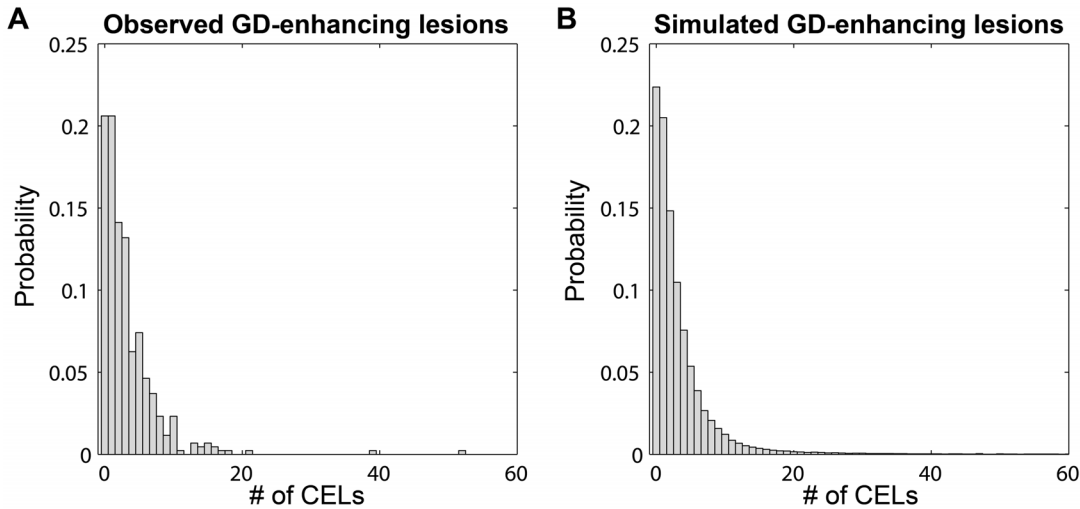 A
Observed GD-enhancing lesions
0.25
0.2
0.15
0.1
0.05
0
Probability
0
20
40
60
# of CELs
B
Simulated GD-enhancing lesions
0.25
0.2
0.15
0.1
0.05
0
Probability
0
20
40
60
# of CELs